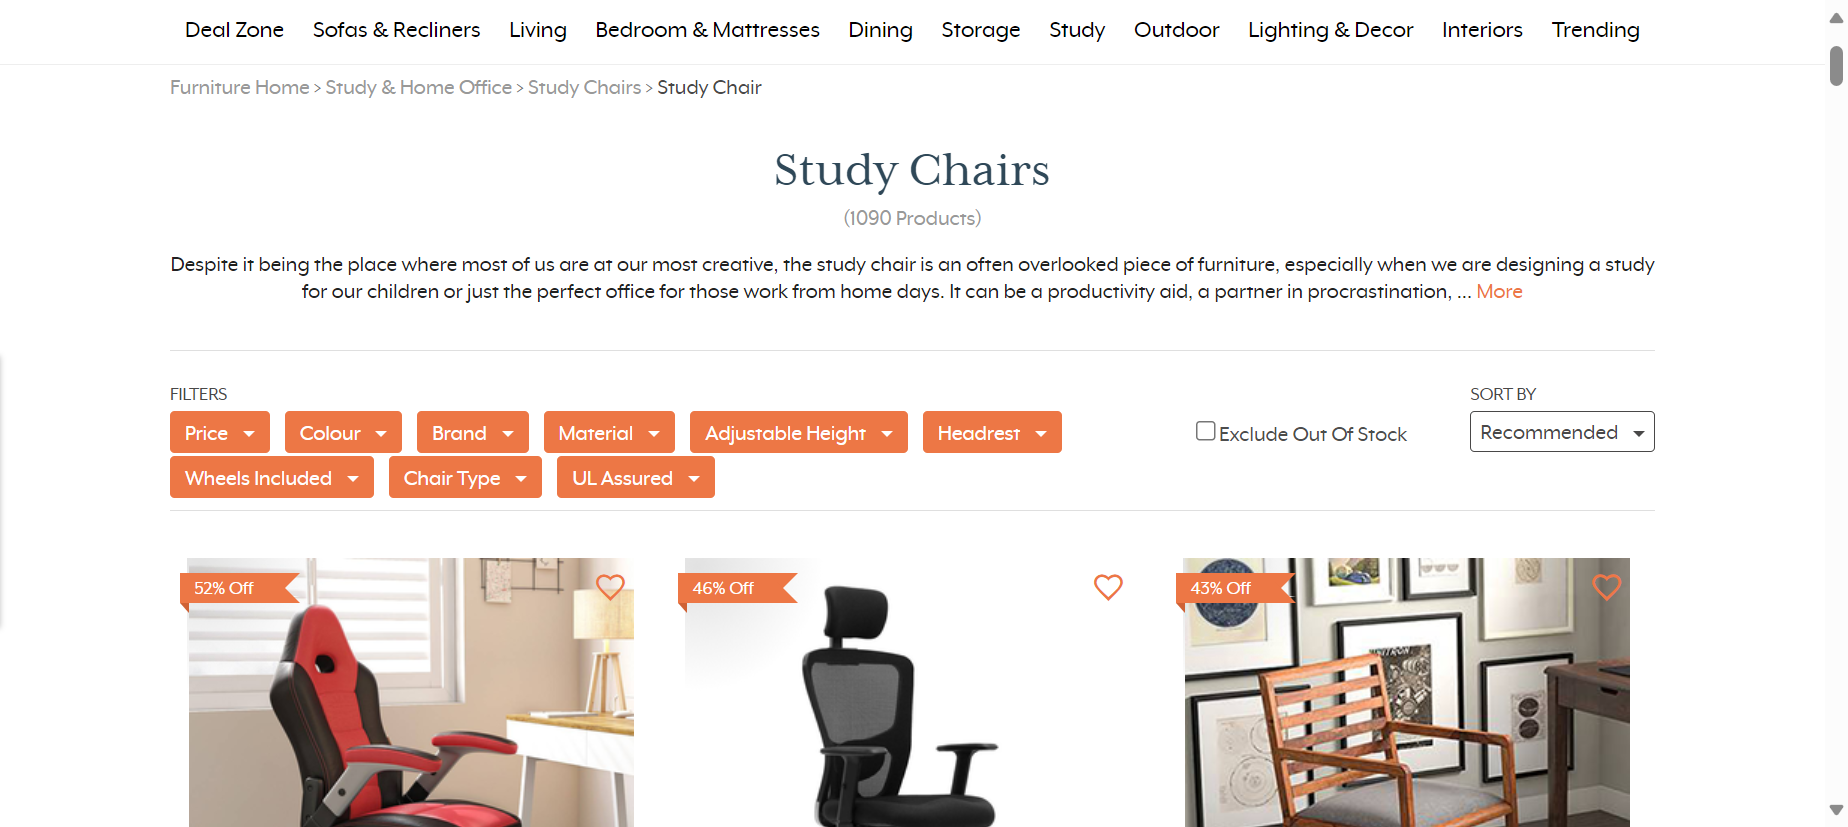 Deal Zone Sofas & Recliners Living Bedroom & Mattresses Dining Storage Study Outdoor Lighting & Decor Interiors Trending
Furniture Home > Study & Home Office > Study Chairs > Study Chair
Study Chairs
(1090 Products)
Despite it being the place where most of us are at our most creative, the study chair is an often overlooked piece of furniture, especially when we are designing a study
for our children or just the perfect office for those work from home days. It can be a productivity aid, a partner in procrastination, ... More
FILTERS
SORT BY
Price Colour Brand Material Adjustable Height Headrest
Exclude Out Of Stock
Recommended
Wheels Included Chair Type UL Assured
52% Off
46% Off
43% Off